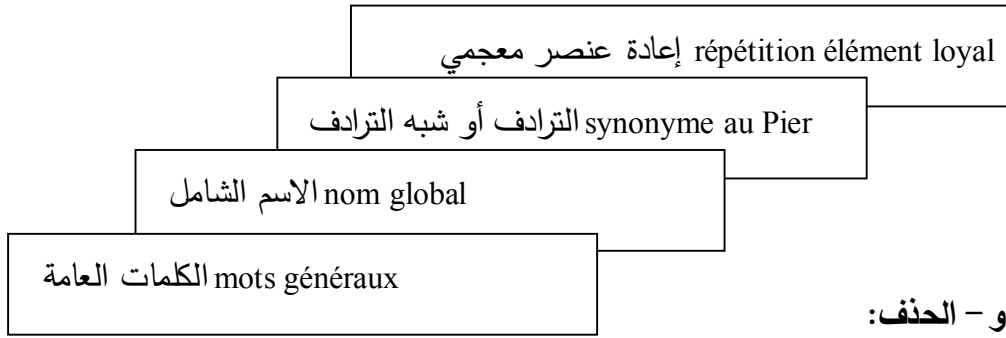 إعادة عنصر معجمي répétition élément loyal
الترادف أو شبه الترادف synonyme au Pier
الاسم الشامل nom global
الكلمات العامة mots généraux
و – الحذف: